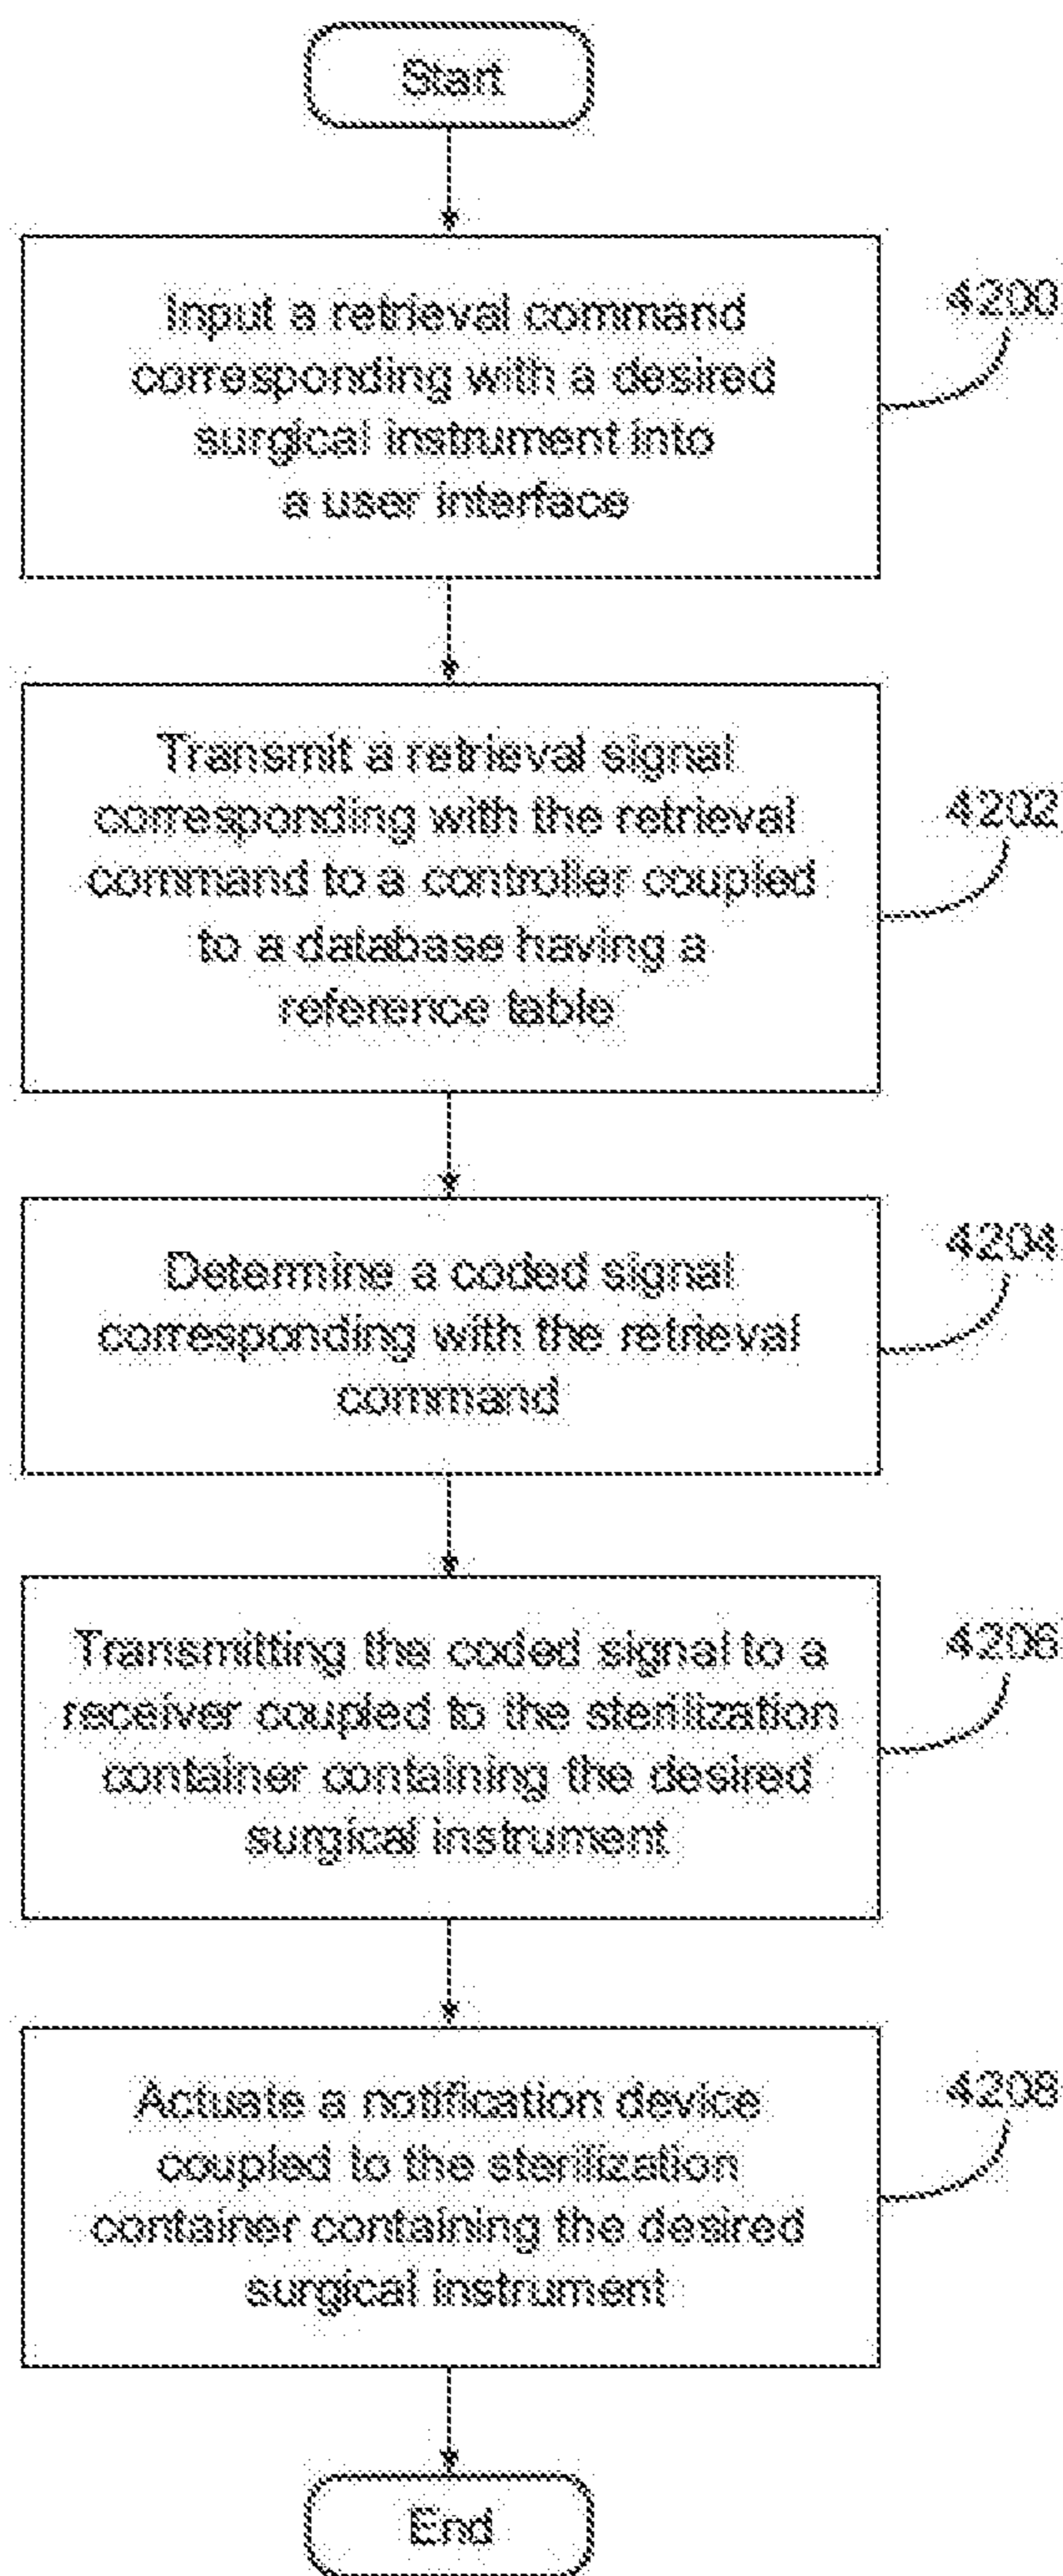 Start
Input a retrieval command
corresponding with a desired
surgical instrument into
a user interface
4200
Transmit a retrieval signal
corresponding with the retrieval
command to a controller coupled
to a database having a
reference table
4202
Determine a coded signal
corresponding with the retrieval
command
4204
Transmitting the coded signal to a
receiver coupled to the sterilization
container containing the desired
surgical instrument
4206
Actuate a notification device
coupled to the sterilization
container containing the desired
surgical instrument
4208
End